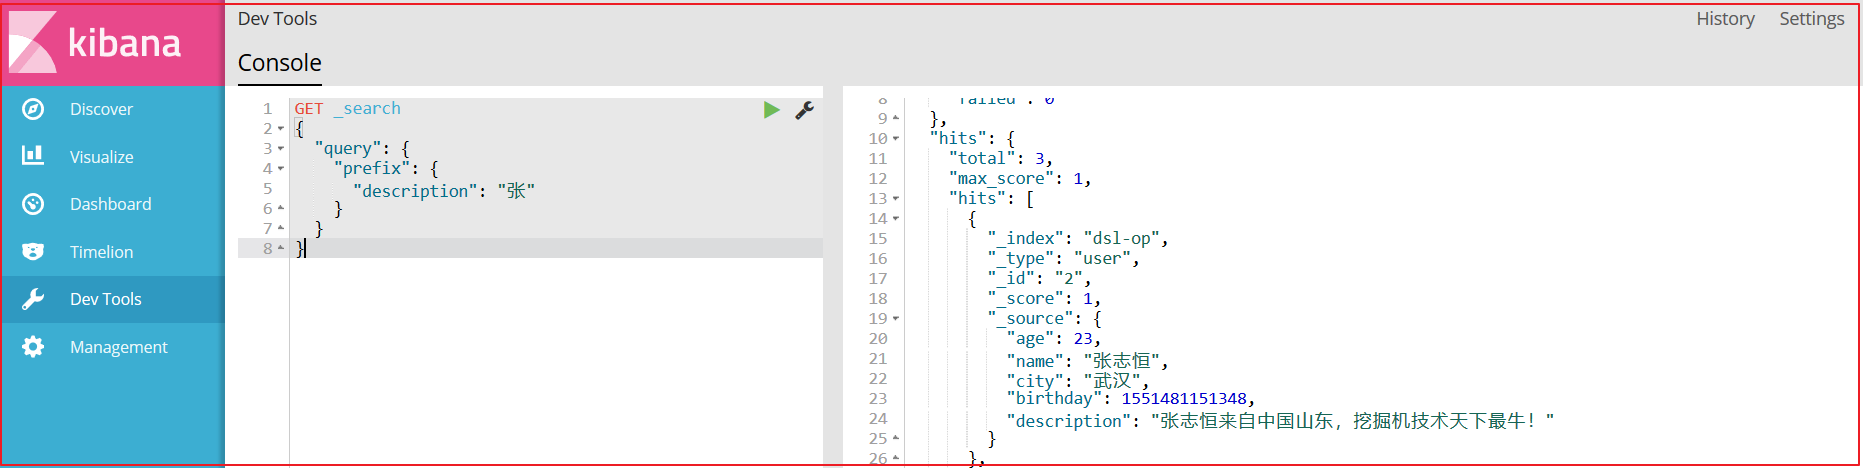 kibana
Discover
Visualize
Dashboard
Timelion
Dev Tools
Management
Dev Tools
History Settings
Console
1 GET _search
2 {
3 "query": {
4 "prefix": {
5 "description": "张"
6 }
7 }
8 }
8 "failed": 0
9 },
10 "hits": {
11 "total": 3,
12 "max_score": 1,
13 "hits": [
14 {
15 "_index": "dsl-op",
16 "_type": "user",
17 "_id": "2",
18 "_score": 1,
19 "_source": {
20 "age": 23,
21 "name": "张志恒",
22 "city": "武汉",
23 "birthday": 1551481151348,
24 "description": "张志恒来自中国山东，挖掘机技术天下最牛！"
25 }
26 },